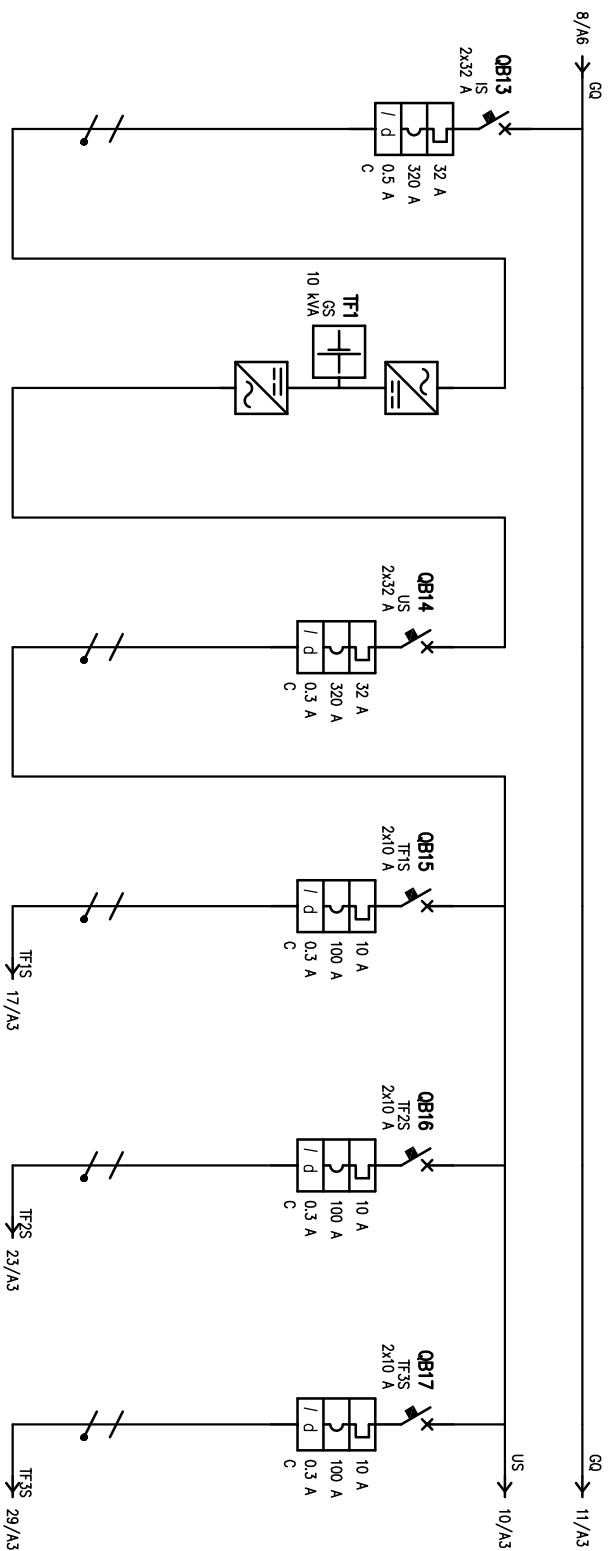 8/A6
GQ
QB13
IS
2x32 A
32 A
320 A
I d
0.5 A
C
TF1
GS
10 kVA
QB14
US
2x32 A
32 A
320 A
I d
0.3 A
C
QB15
TF1S
2x10 A
10 A
100 A
I d
0.3 A
C
TF1S
17/A3
QB16
TF2S
2x10 A
10 A
100 A
I d
0.3 A
C
TF2S
23/A3
QB17
TF3S
2x10 A
10 A
100 A
I d
0.3 A
C
TF3S
29/A3
GQ
11/A3
US
10/A3